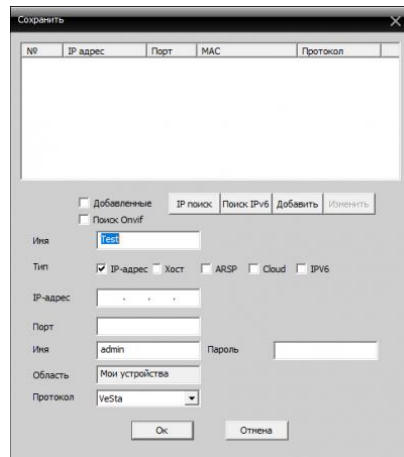 Сохранить
№ IP адрес Порт MAC Протокол
Добавленные IP поиск Поиск IPv6 Добавить Изменить
Поиск Onvif
Имя Test
Тип IP-адрес Хост ARSP Cloud IPV6
IP-адрес . . .
Порт
Имя admin Пароль
Область Мои устройства
Протокол VeSta
Ок Отмена